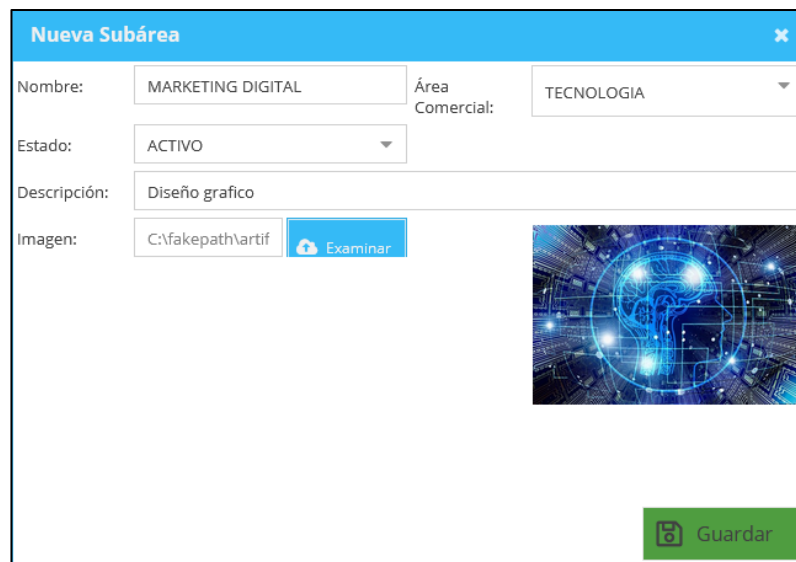 Nueva Subárea
Nombre: MARKETING DIGITAL Área Comercial: TECNOLOGIA
Estado: ACTIVO
Descripción: Diseño grafico
Imagen: C:\fakepath\artif Examinar
Guardar